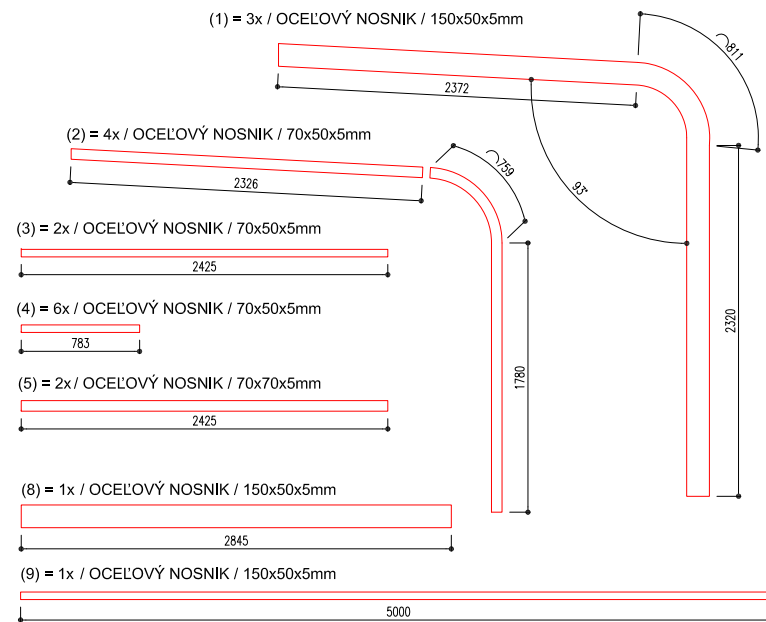 (1) = 3x / OCEĽOVÝ NOSNIK / 150x50x5mm
811
2372
(2) = 4x / OCEĽOVÝ NOSNIK / 70x50x5mm
759
2326
93°
(3) = 2x / OCEĽOVÝ NOSNIK / 70x50x5mm
2425
(4) = 6x / OCEĽOVÝ NOSNIK / 70x50x5mm
783
2320
1780
(5) = 2x / OCEĽOVÝ NOSNIK / 70x70x5mm
2425
(8) = 1x / OCEĽOVÝ NOSNIK / 150x50x5mm
2845
(9) = 1x / OCEĽOVÝ NOSNIK / 150x50x5mm
5000